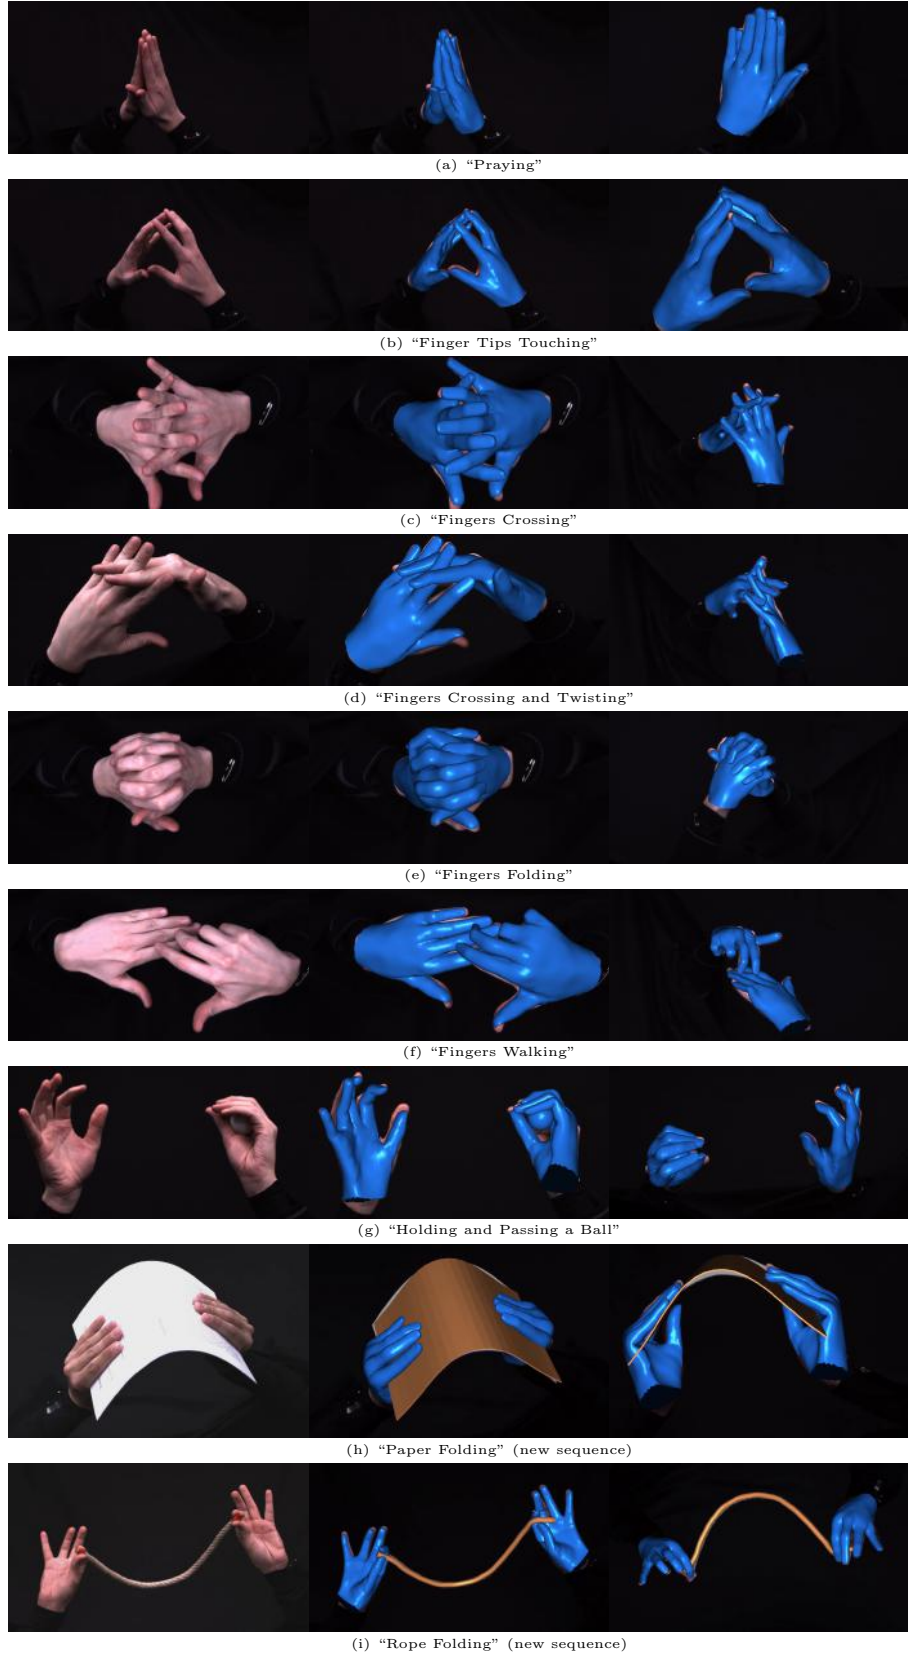 (a) “Praying”
(b) “Finger Tips Touching”
(c) “Fingers Crossing”
(d) “Fingers Crossing and Twisting”
(e) “Fingers Folding”
(f) “Fingers Walking”
(g) “Holding and Passing a Ball”
(h) “Paper Folding” (new sequence)
(i) “Rope Folding” (new sequence)